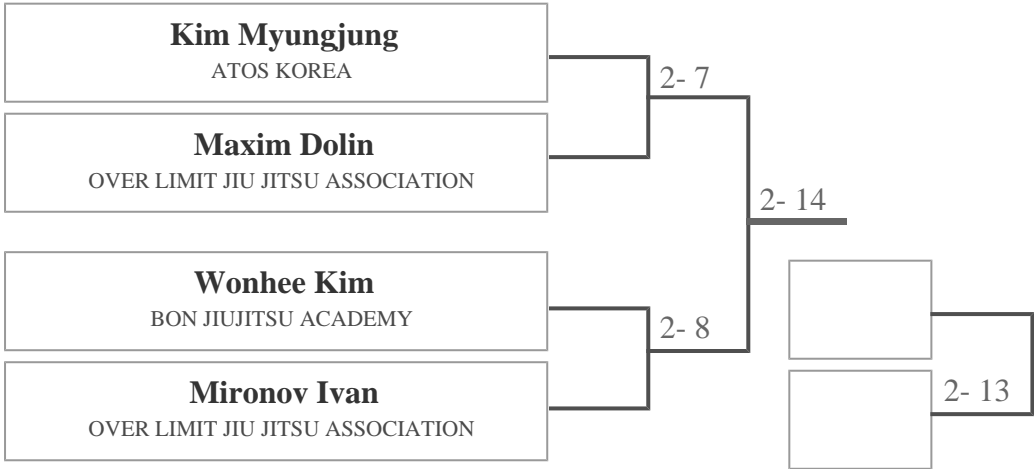 Kim Myungjung
ATOS KOREA
2- 7
Maxim Dolin
OVER LIMIT JIU JITSU ASSOCIATION
2- 14
Wonhee Kim
BON JIUJITSU ACADEMY
2- 8
Mironov Ivan
OVER LIMIT JIU JITSU ASSOCIATION
2- 13